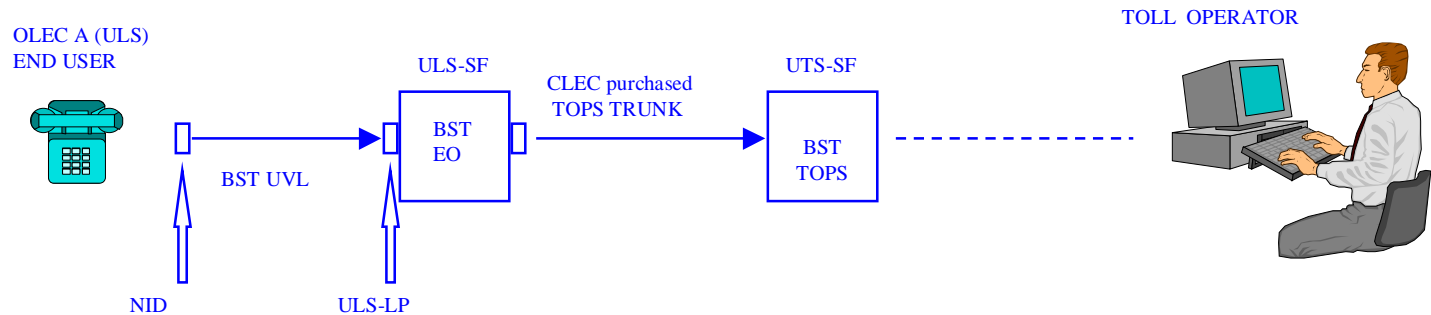 TOLL OPERATOR
OLEC A (ULS)
END USER
ULS-SF
UTS-SF
CLEC purchased
TOPS TRUNK
BST
EO
BST
TOPS
BST UVL
NID
ULS-LP